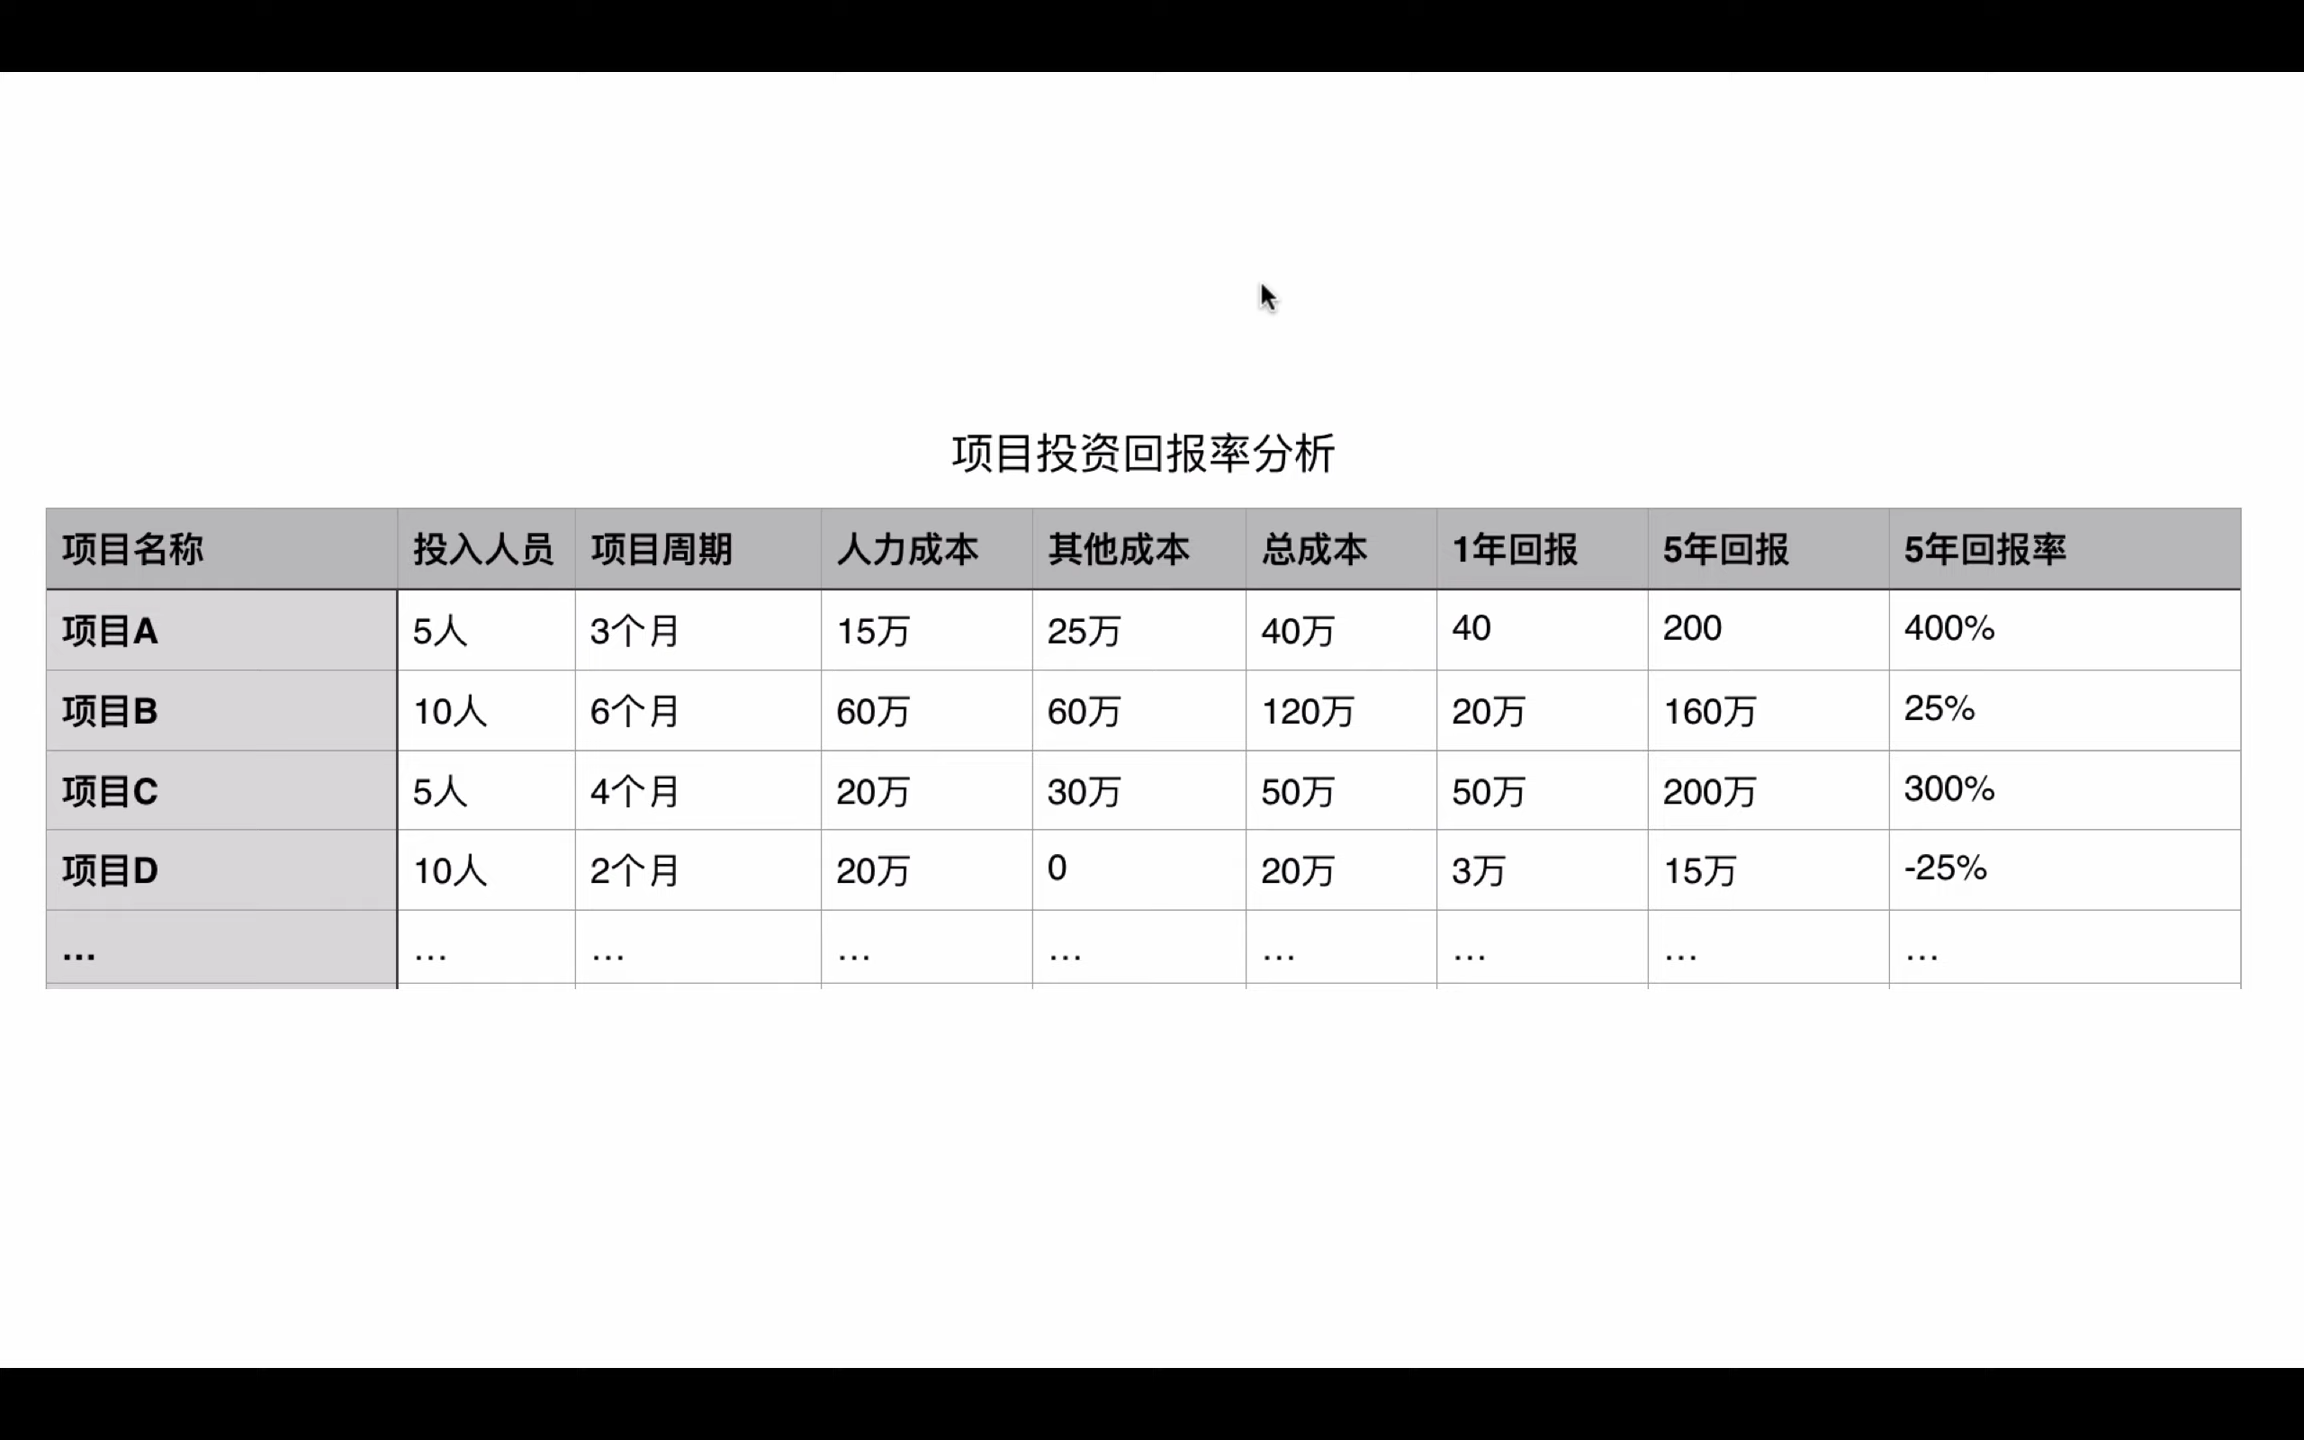 项目投资回报率分析
项目名称 投入人员 项目周期 人力成本 其他成本 总成本 1年回报 5年回报 5年回报率
项目A 5人 3个月 15万 25万 40万 40 200 400%
项目B 10人 6个月 60万 60万 120万 20万 160万 25%
项目C 5人 4个月 20万 30万 50万 50万 200万 300%
项目D 10人 2个月 20万 0 20万 3万 15万 -25%
... ... ... ... ... ... ... ... ...